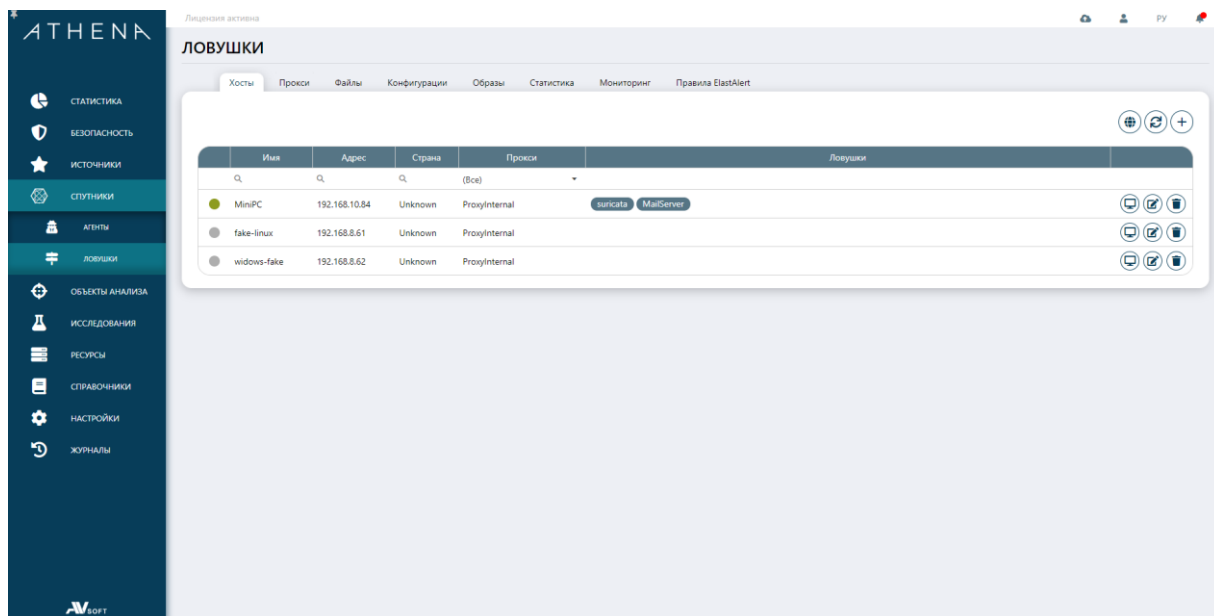 ATHENA
Лицензия активна
РУ
ЛОВУШКИ
Хосты Прокси Файлы Конфигурации Образы Статистика Мониторинг Правила ElastAlert
СТАТИСТИКА
БЕЗОПАСНОСТЬ
ИСТОЧНИКИ
СПУТНИКИ
АГЕНТЫ
ЛОВУШКИ
ОБЪЕКТЫ АНАЛИЗА
ИССЛЕДОВАНИЯ
РЕСУРСЫ
СПРАВОЧНИКИ
НАСТРОЙКИ
ЖУРНАЛЫ
AVSOFT
Имя Адрес Страна Прокси Ловушки
(Все)
MiniPC 192.168.10.84 Unknown ProxyInternal suricata MailServer
fake-linux 192.168.8.61 Unknown ProxyInternal
widows-fake 192.168.8.62 Unknown ProxyInternal